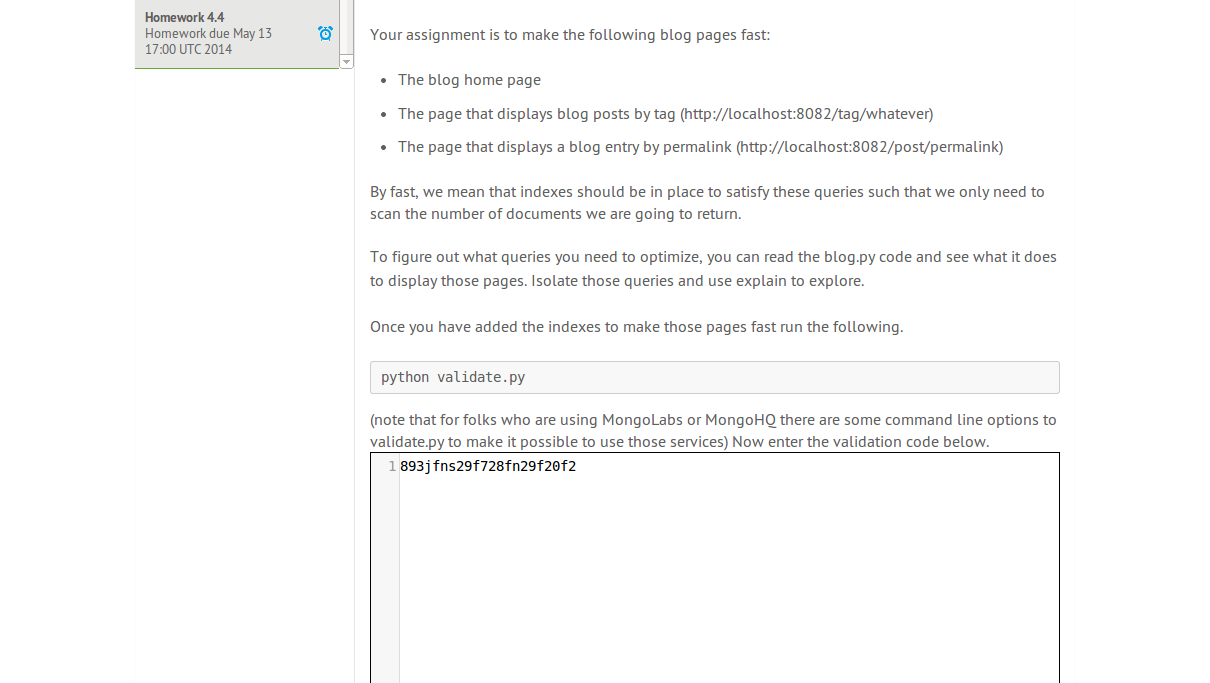 Homework 4.4
Homework due May 13
17:00 UTC 2014
Your assignment is to make the following blog pages fast:
The blog home page
The page that displays blog posts by tag (http://localhost:8082/tag/whatever)
The page that displays a blog entry by permalink (http://localhost:8082/post/permalink)
By fast, we mean that indexes should be in place to satisfy these queries such that we only need to
scan the number of documents we are going to return.
To figure out what queries you need to optimize, you can read the blog.py code and see what it does
to display those pages. Isolate those queries and use explain to explore.
Once you have added the indexes to make those pages fast run the following.
python validate.py
(note that for folks who are using MongoLabs or MongoHQ there are some command line options to
validate.py to make it possible to use those services) Now enter the validation code below.
1 893jfns29f728fn29f20f2